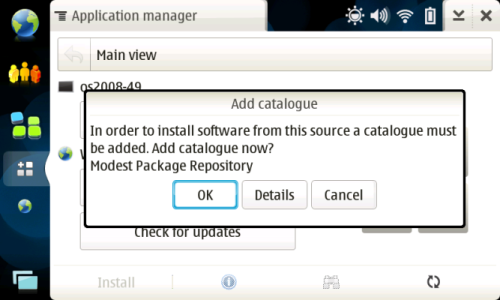 Application manager
Main view
os2008-49
Add catalogue
In order to install software from this source a catalogue must
be added. Add catalogue now?
Modest Package Repository
OK
Details
Cancel
Check for updates
Install